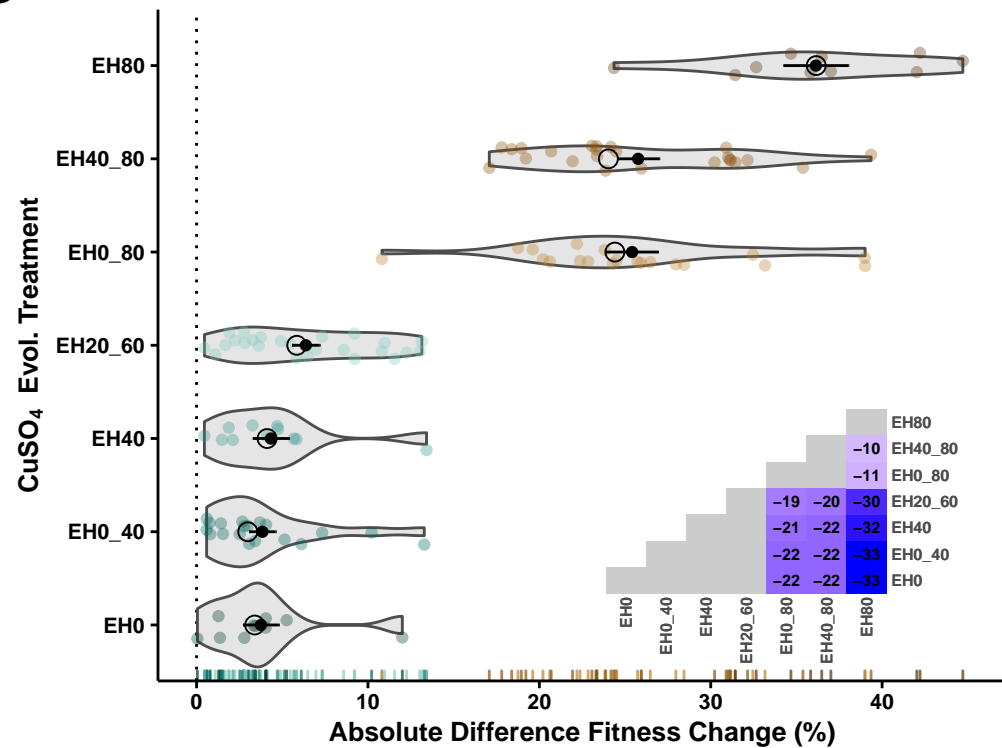 EH80
EH40_80
EH0_80
EH20_60
EH40
EH0_40
EH0
CuSO4 Evol. Treatment
0 10 20 30 40
Absolute Difference Fitness Change (%)
EH80
−10 EH40_80
−11 EH0_80
−19 −20 −30 EH20_60
−21 −22 −32 EH40
−22 −22 −33 EH0_40
−22 −22 −33 EH0
EH0 EH0_40 EH40 EH20_60 EH0_80 EH40_80 EH80